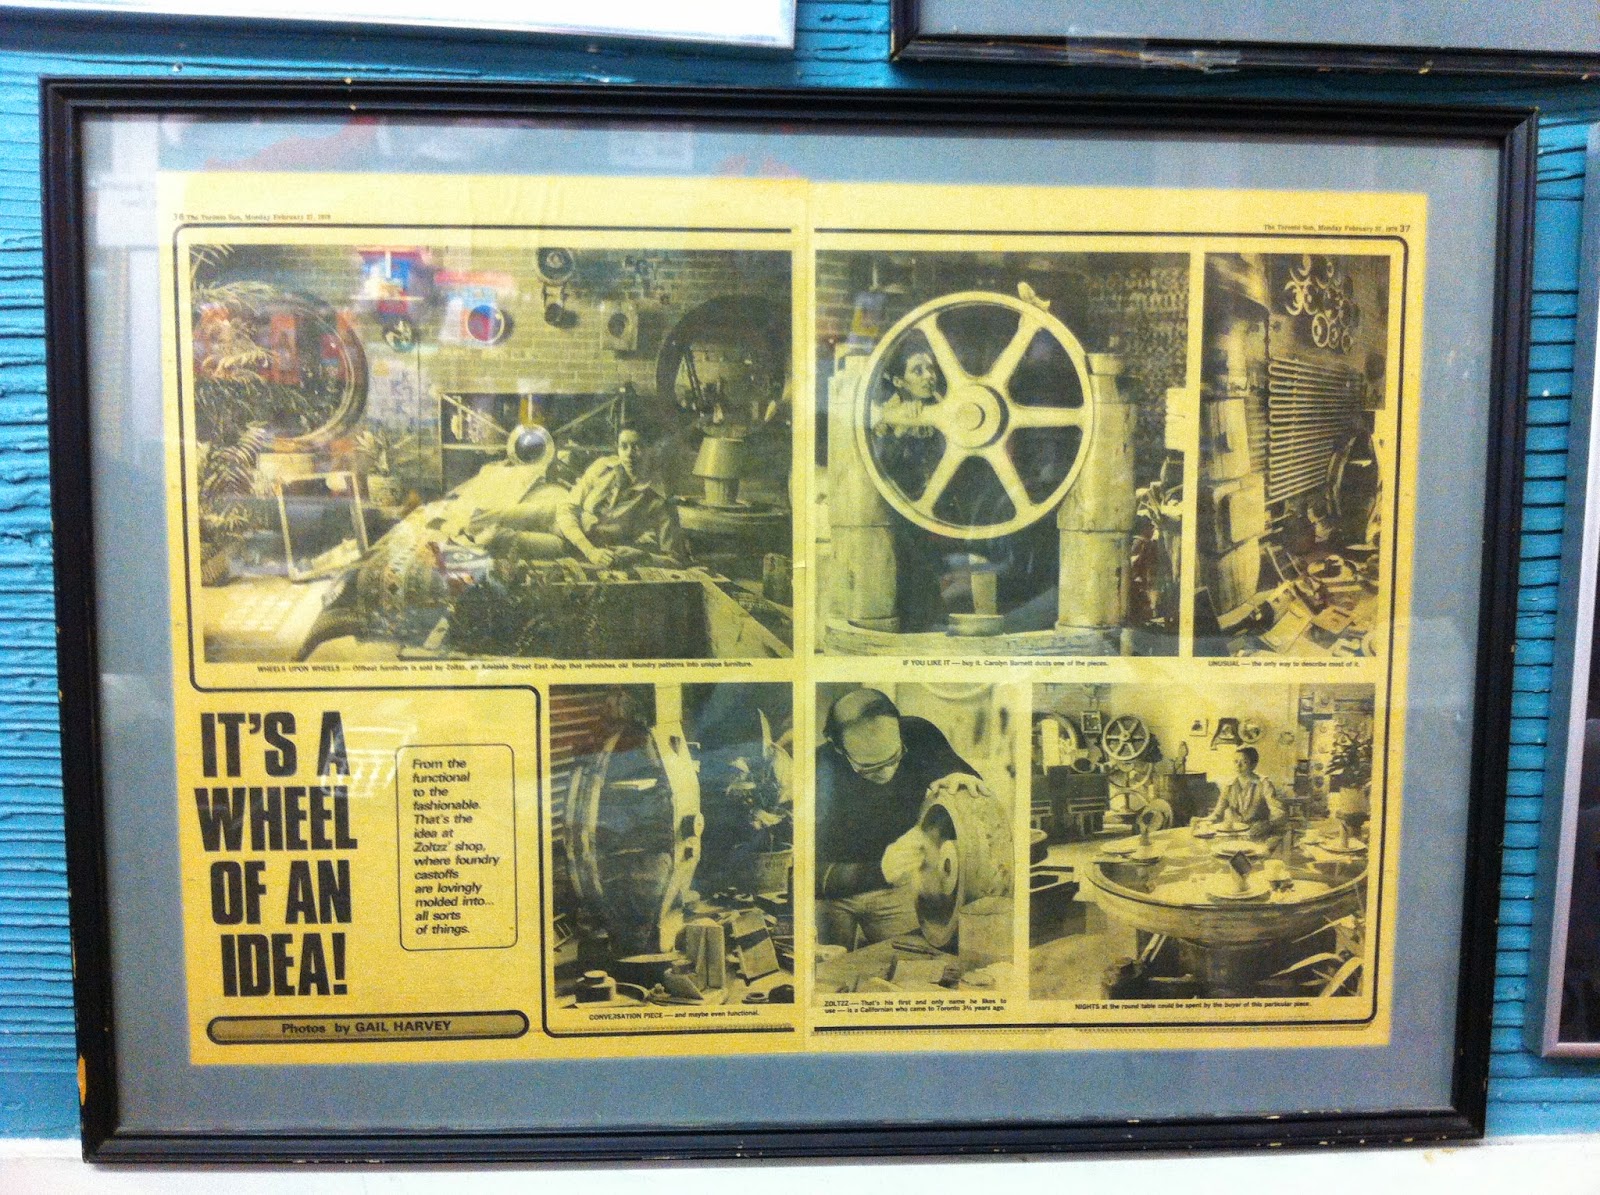 36 The Toronto Sun, Monday February 27, 1978
The Toronto Sun, Monday February 27, 1978 37
WHEELS UPON WHEELS — Offbeat furniture is sold by Zoltzz, an Adelaide Street East shop that refinishes old foundry patterns into unique furniture.
IF YOU LIKE IT — buy it. Carolyn Barnett dusts one of the pieces.
UNUSUAL — the only way to describe most of it.
IT'S A
WHEEL
OF AN
IDEA!
From the
functional
to the
fashionable.
That's the
idea at
Zoltzz' shop,
where foundry
castoffs
are lovingly
molded into...
all sorts
of things.
Photos by GAIL HARVEY
CONVERSATION PIECE — and maybe even functional.
ZOLTZZ — That's his first and only name he likes to
use — is a Californian who came to Toronto 3½ years ago.
NIGHTS at the round table could be spent by the buyer of this particular piece.